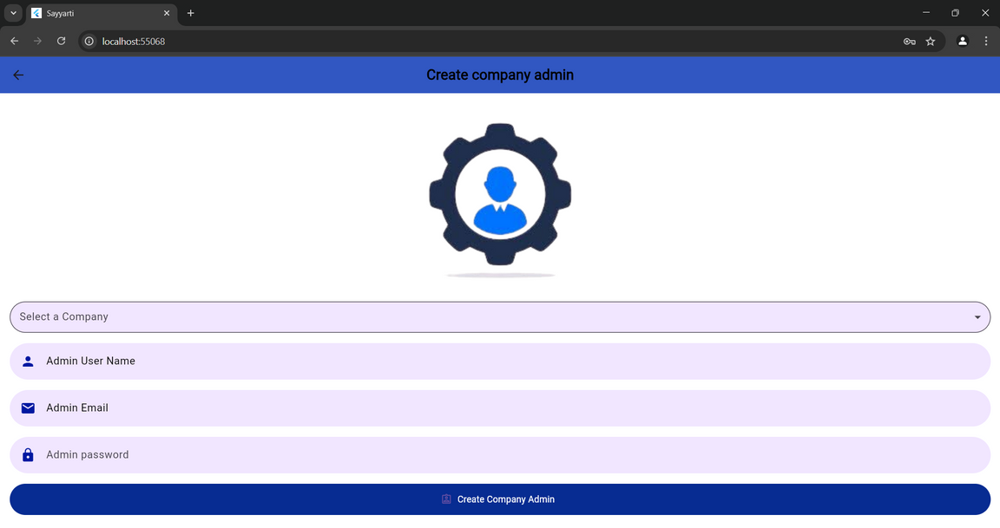 Sayyarti
localhost:55068
Create company admin
Select a Company
Admin User Name
Admin Email
Admin password
Create Company Admin